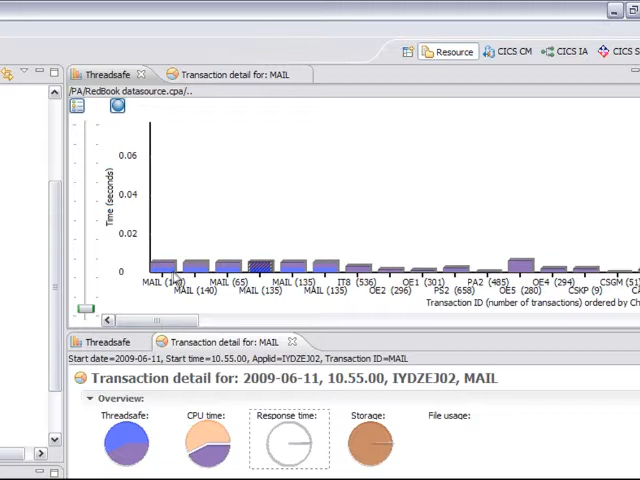 Resource CICS CM CICS IA CICS S
Threadsafe Transaction detail for: MAIL
/PA/RedBook datasource.cpa/..
0.06
0.04
0.02
0
Time (seconds)
MAIL (65) MAIL (135) IT8 (536) OE1 (301) PA2 (485) OE4 (294) CSGM (51)
MAIL (140) MAIL (135) MAIL (135) OE2 (296) PS2 (658) OE5 (280) CSKP (9)
Transaction ID (number of transactions) ordered by Ch
Threadsafe Transaction detail for: MAIL
Start date=2009-06-11, Start time=10.55.00, Applid=IYDZEJ02, Transaction ID=MAIL
Transaction detail for: 2009-06-11, 10.55.00, IYDZEJ02, MAIL
Overview:
Threadsafe: CPU time: Response time: Storage: File usage: